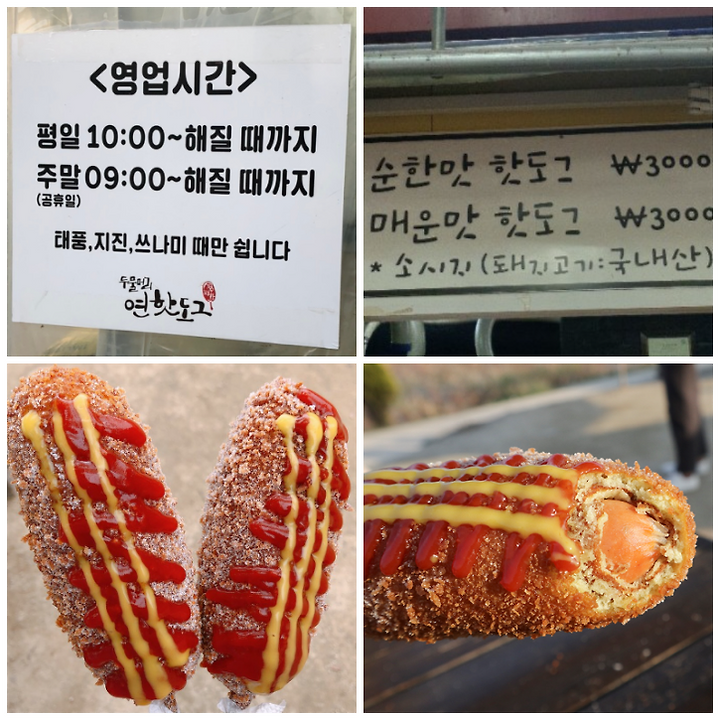 <영업시간>
평일 10:00~해질 때까지
주말 09:00~해질 때까지
(공휴일)
태풍,지진,쓰나미 때만 쉽니다
두물머리
연핫도그
순한맛 핫도그 ₩3000
매운맛 핫도그 ₩3000
* 소시지(돼지고기:국내산)